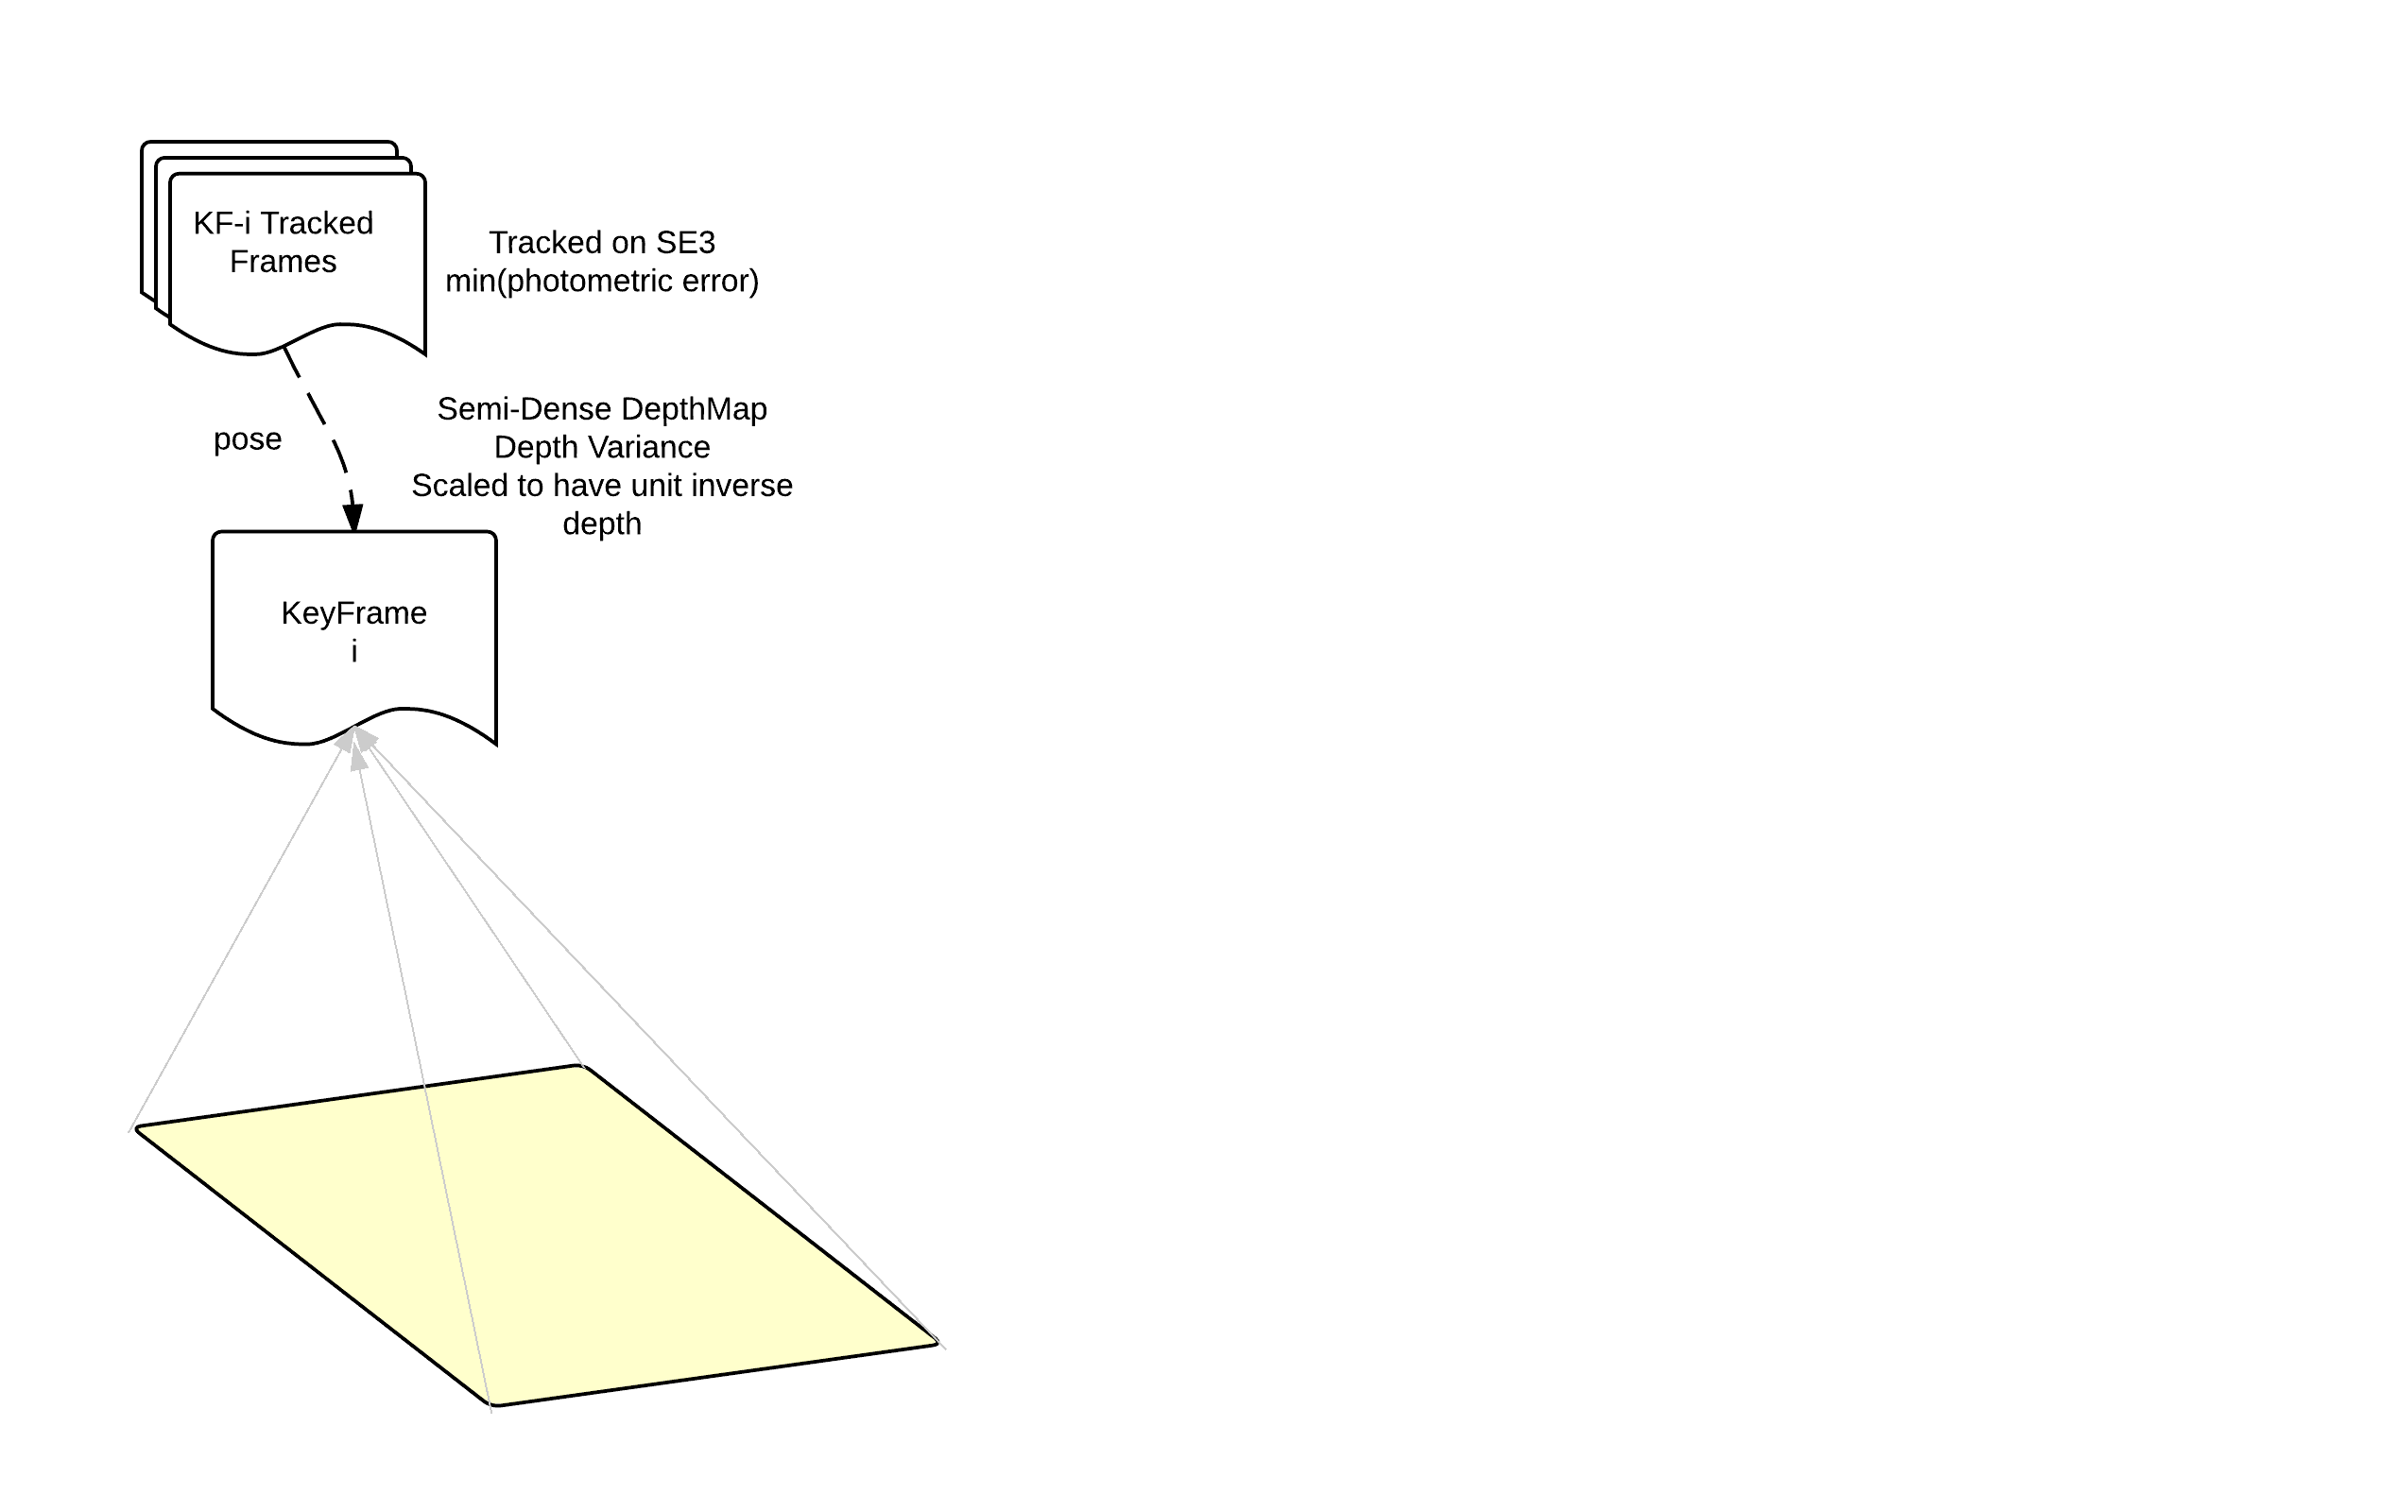 KF-i Tracked
Frames
Tracked on SE3
min(photometric error)
pose
Semi-Dense DepthMap
Depth Variance
Scaled to have unit inverse
depth
KeyFrame
i